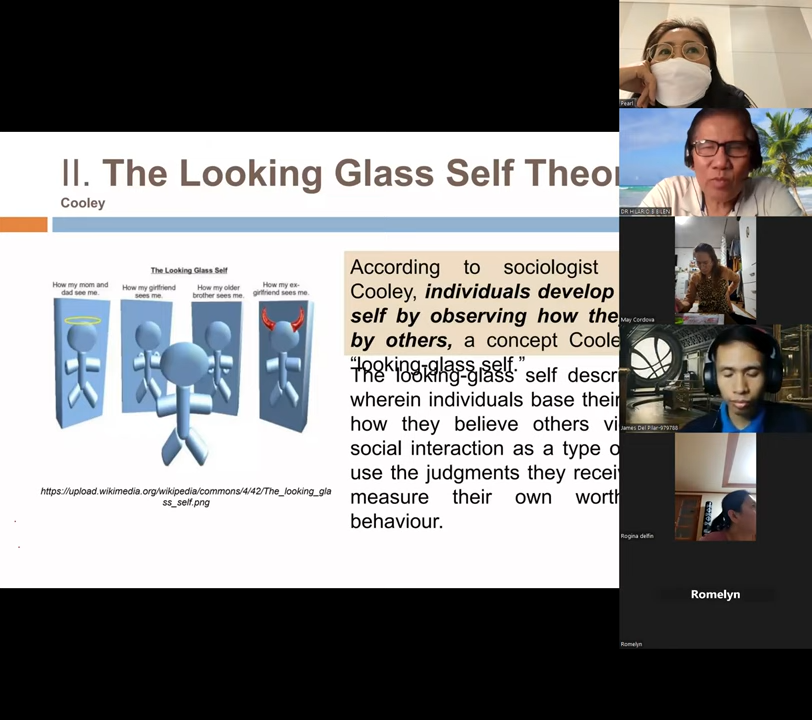 II. The Looking Glass Self Theor
Cooley
The Looking Glass Self
How my mom and
dad see me.
How my girlfriend
sees me.
How my older
brother sees me.
How my ex-
girlfriend sees me.
https://upload.wikimedia.org/wikipedia/commons/4/42/The_looking_gla
ss_self.png
According to sociologist
Cooley, individuals develop
self by observing how the
by others, a concept Coole
“looking-glass self.”
The looking-glass self descri
wherein individuals base their
how they believe others vi
social interaction as a type o
use the judgments they recei
measure their own worth
behaviour.
Pearl
DR HILARIO B BILEN
May Cordova
James Del Pilar-979788
Rogina delfin
Romelyn
Romelyn